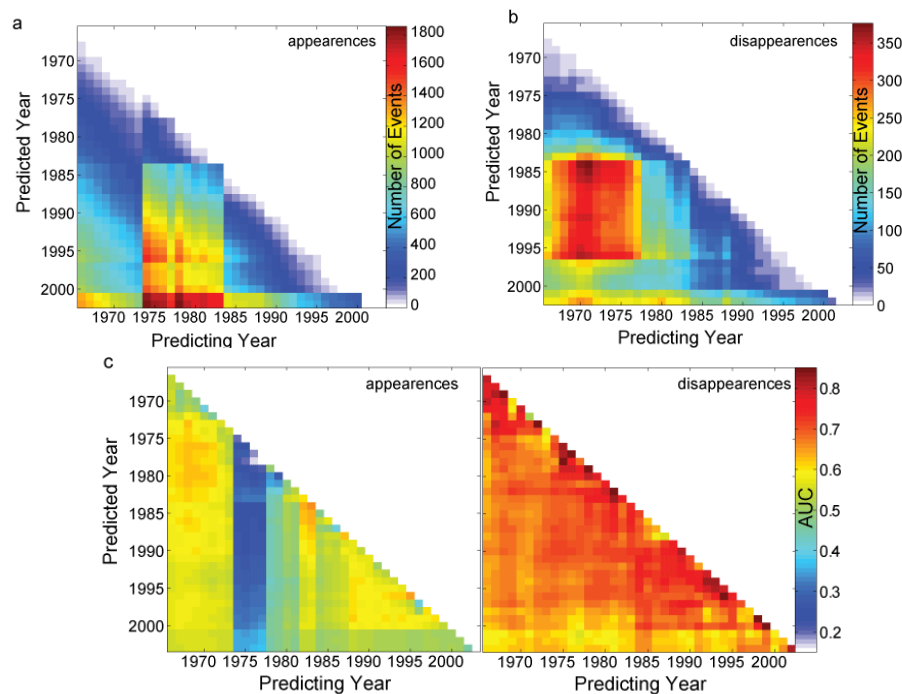 a
appearences
1970
1975
1980
1985
1990
1995
2000
Predicted Year
1970 1975 1980 1985 1990 1995 2000
Predicting Year
1800
1600
1400
1200
1000
800
600
400
200
0
Number of Events
b
disappearences
1970
1975
1980
1985
1990
1995
2000
Predicted Year
1970 1975 1980 1985 1990 1995 2000
Predicting Year
350
300
250
200
150
100
50
0
Number of Events
c
appearences
1970
1975
1980
1985
1990
1995
2000
Predicted Year
1970 1975 1980 1985 1990 1995 2000
Predicting Year
disappearences
1970 1975 1980 1985 1990 1995 2000
Predicting Year
0.8
0.7
0.6
0.5
0.4
0.3
0.2
AUC